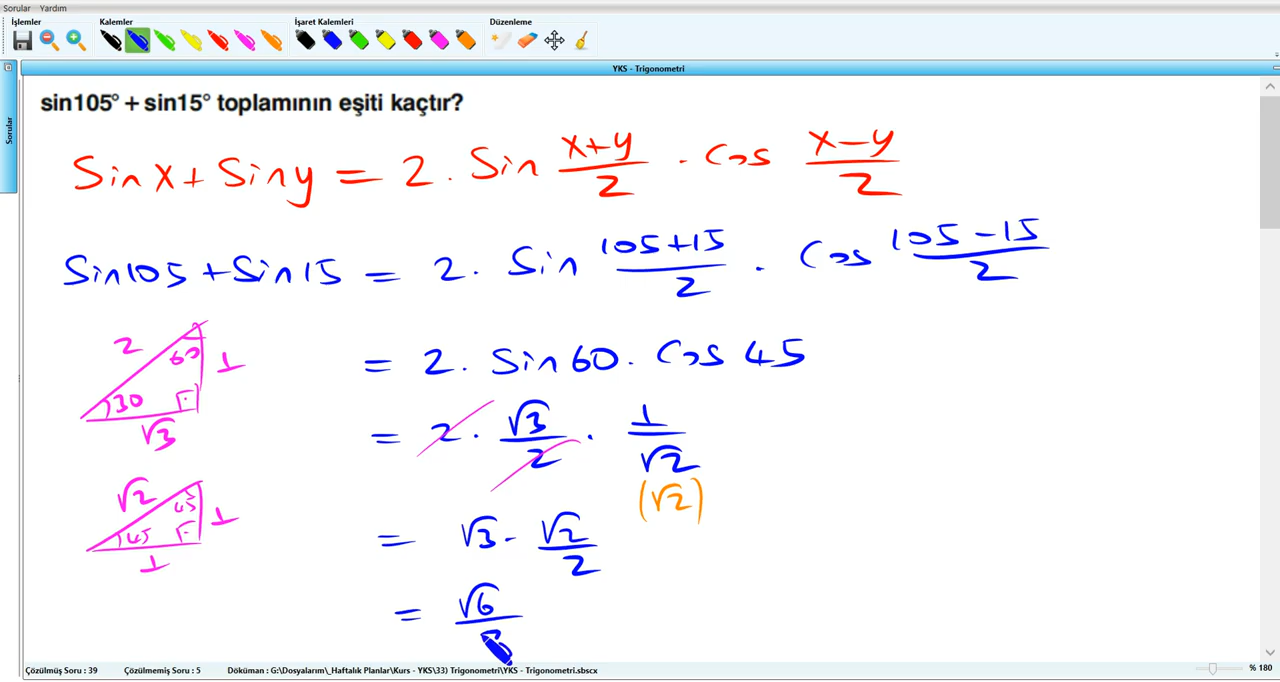 Sorular Yardım
İşlemler Kalemler İşaret Kalemleri Düzenleme
YKS - Trigonometri
Sorular
sin105° + sin15° toplamının eşiti kaçtır?
Sinx + Siny = 2 . Sin (x+y)/2 . Cos (x-y)/2
Sin105 + Sin15 = 2 . Sin (105+15)/2 . Cos (105-15)/2
2 60 1
30
√3
= 2 . Sin60 . Cos 45
= 2 . √3/2 . 1/√2
(√2)
√2 45 1
45
1
= √3 . √2/2
= √6/
Çözülmüş Soru : 39 Çözülmemiş Soru : 5 Döküman : G:\Dosyalarım\_Haftalık Planlar\Kurs - YKS\33) Trigonometri\YKS - Trigonometri.sbscx % 180